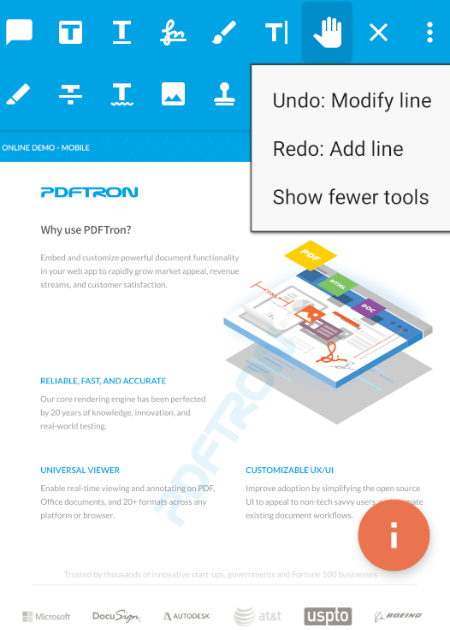 Undo: Modify line
Redo: Add line
Show fewer tools
ONLINE DEMO - MOBILE
PDFTRON
Why use PDFTron?
Embed and customize powerful document functionality
in your web app to rapidly grow market appeal, revenue
streams, and customer satisfaction.
PDF
HTML
DOC
RELIABLE, FAST, AND ACCURATE
Our core rendering engine has been perfected
by 20 years of knowledge, innovation, and
real-world testing.
PDFTRON
UNIVERSAL VIEWER
Enable real-time viewing and annotating on PDF,
Office documents, and 20+ formats across any
platform or browser.
CUSTOMIZABLE UX/UI
Improve adoption by simplifying the open source
UI to appeal to non-tech savvy users,
existing document workflows.
Trusted by thousands of innovative start-ups, governments and Fortune 500 businesses
Microsoft
DocuSign
AUTODESK
at&t
uspto
BOEING